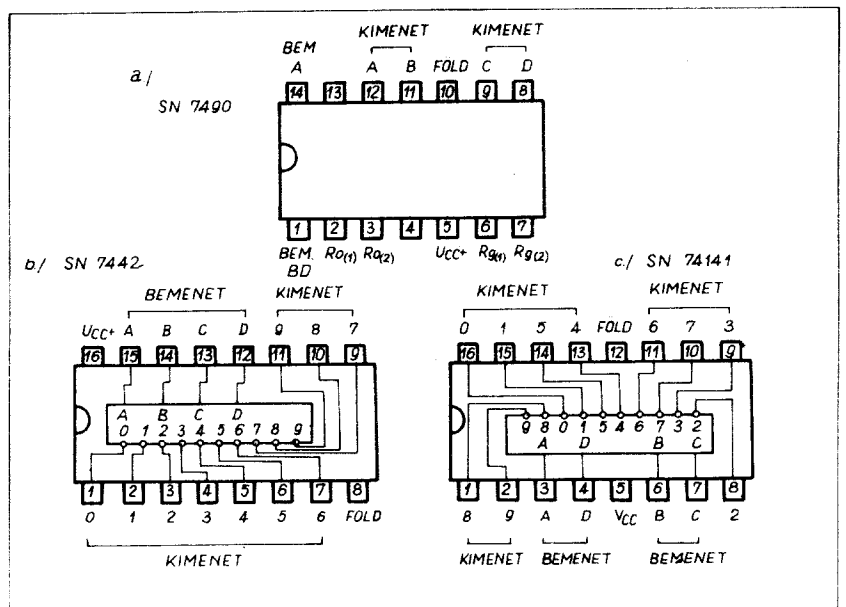 KIMENET KIMENET
BEM
a/ A A B FOLD C D
14 13 12 11 10 9 8
SN 7490
1 2 3 4 5 6 7
BEM. Ro(1) Ro(2) Ucc+ Rg(1) Rg(2)
BD
b./ SN 7442
BEMENET KIMENET
Ucc+ A B C D 9 8 7
16 15 14 13 12 11 10 9
A B C D
0 1 2 3 4 5 6 7 8 9
1 2 3 4 5 6 7 8
0 1 2 3 4 5 6 FOLD
KIMENET
c./ SN 74141
KIMENET KIMENET
0 1 5 4 FOLD 6 7 3
16 15 14 13 12 11 10 9
9 8 0 1 5 4 6 7 3 2
A D B C
1 2 3 4 5 6 7 8
8 9 A D Vcc B C 2
KIMENET BEMENET BEMENET